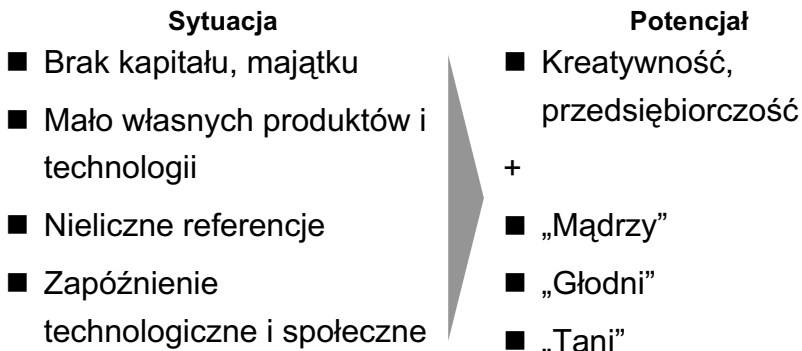 Sytuacja
■ Brak kapitału, majątku
■ Mało własnych produktów i
technologii
■ Nieliczne referencje
■ Zapóźnienie
technologiczne i społeczne
Potencjał
■ Kreatywność,
przedsiębiorczość
+
■ „Mądrzy”
■ „Głodni”
■ „Tani”